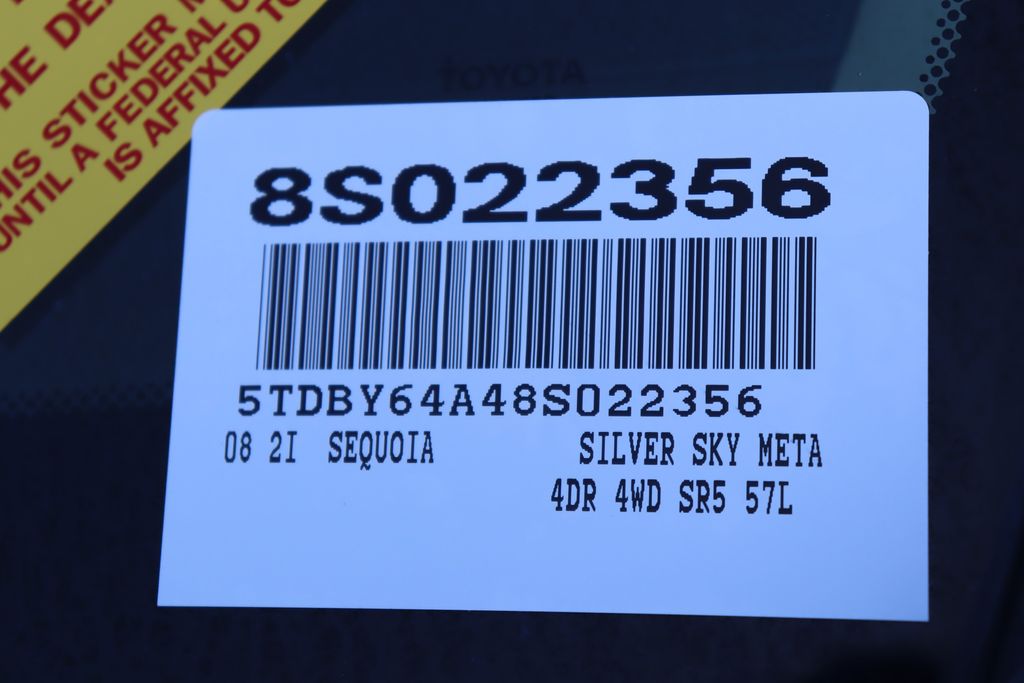 HE DE
HIS STICKER M
UNTIL A FEDERAL
IS AFFIXED TO
TOYOTA
8S022356
5TDBY64A48S022356
08 2I SEQUOIA SILVER SKY META
4DR 4WD SR5 57L